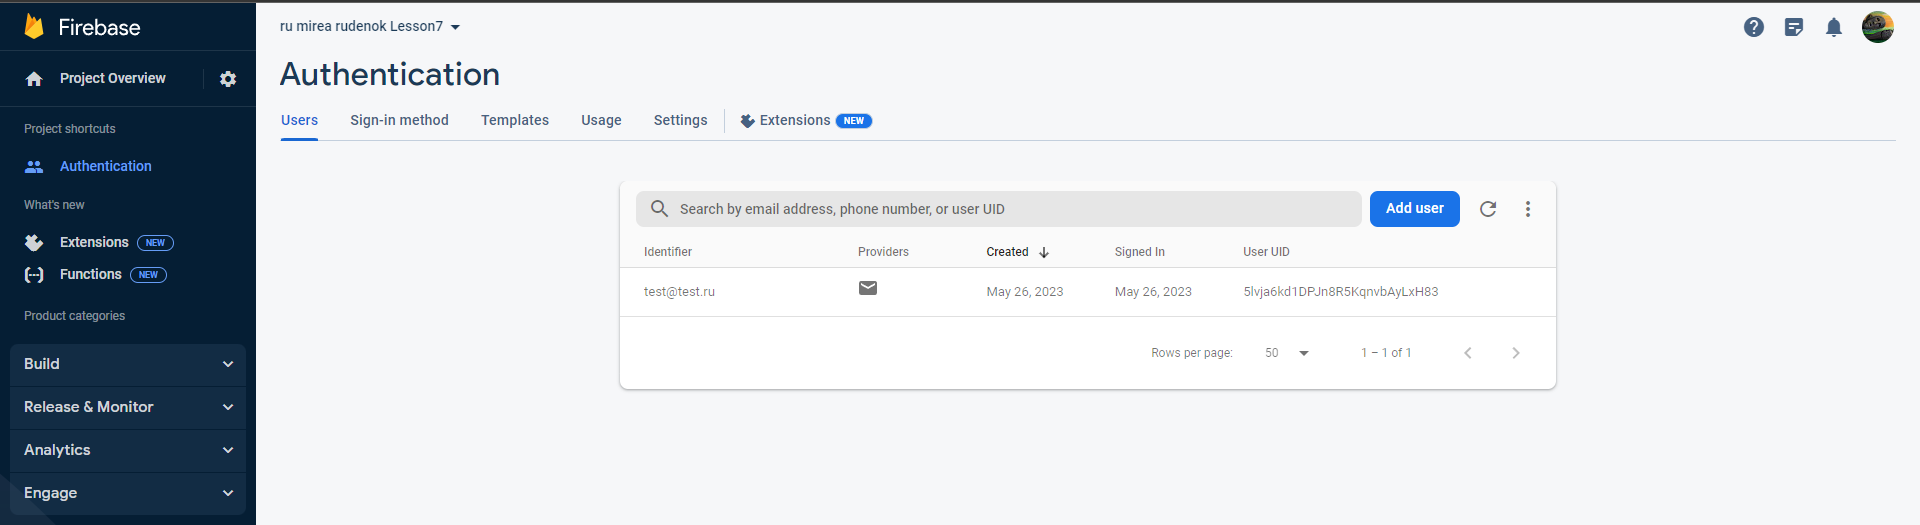 Firebase
Project Overview
Project shortcuts
Authentication
What's new
Extensions NEW
Functions NEW
Product categories
Build
Release & Monitor
Analytics
Engage
ru mirea rudenok Lesson7
Authentication
Users Sign-in method Templates Usage Settings Extensions NEW
Search by email address, phone number, or user UID Add user
Identifier Providers Created Signed In User UID
test@test.ru May 26, 2023 May 26, 2023 5lvja6kd1DPJn8R5KqnvbAyLxH83
Rows per page: 50 1 – 1 of 1